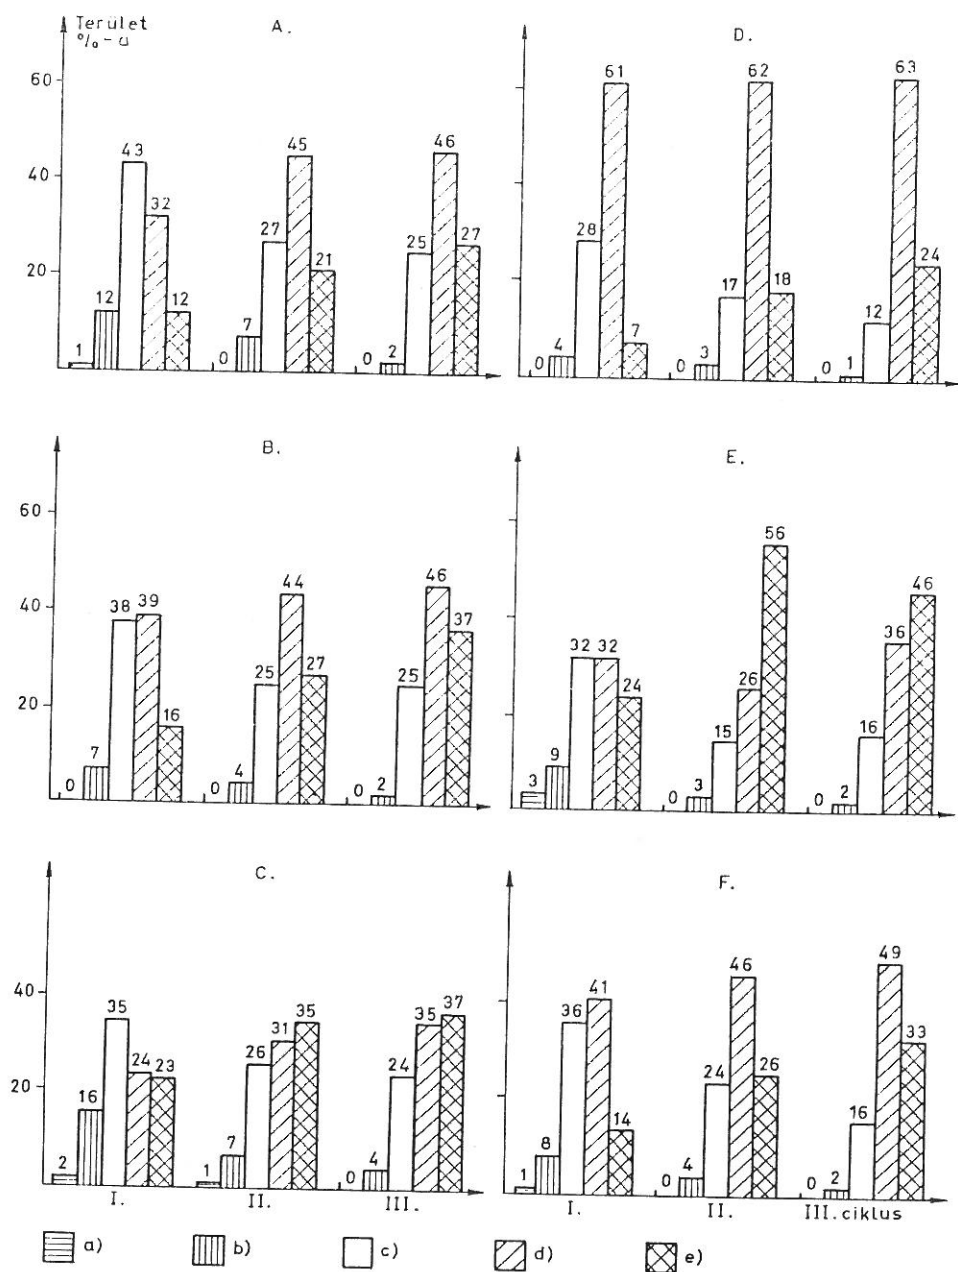 Terület
%-a
A.
60
40
20
1 12 43 32 12
0 7 27 45 21
0 2 25 46 27
D.
0 4 28 61 7
0 3 17 62 18
0 1 12 63 24
B.
60
40
20
0 7 38 39 16
0 4 25 44 27
0 2 25 46 37
E.
3 9 32 32 24
0 3 15 26 56
0 2 16 36 46
C.
40
20
2 16 35 24 23
1 7 26 31 35
0 4 24 35 37
I. II. III.
F.
1 8 36 41 14
0 4 24 46 26
0 2 16 49 33
I. II. III. ciklus
a) b) c) d) e)